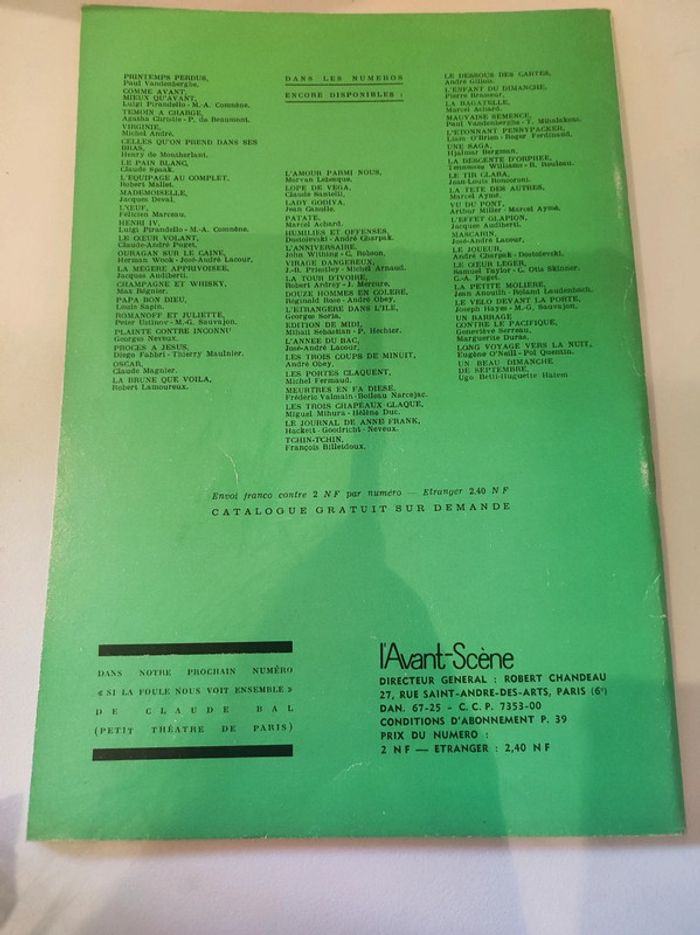 PRINTEMPS PERDUS,
Paul Vandenberghe.
COMME AVANT,
MIEUX QU'AVANT,
Luigi Pirandello - M.-A. Comnène.
TEMOIN A CHARGE,
Agatha Christie - P. de Beaumont.
VIRGINIE,
Michel André.
CELLES QU'ON PREND DANS SES
BRAS,
Henry de Montherlant.
LE PAIN BLANC,
Claude Spaak.
L'EQUIPAGE AU COMPLET,
Robert Mallet.
MADEMOISELLE,
Jacques Deval.
L'ŒUF,
Félicien Marceau.
HENRI IV,
Luigi Pirandello - M.-A. Comnène.
LE CŒUR VOLANT,
Claude-André Puget.
OURAGAN SUR LE CAINE,
Herman Wouk - José-André Lacour.
LA MEGERE APPRIVOISEE,
Jacques Audiberti.
CHAMPAGNE ET WHISKY,
Max Régnier.
PAPA BON DIEU,
Louis Sapin.
ROMANOFF ET JULIETTE,
Peter Ustinov - M.-G. Sauvajon.
PLAINTE CONTRE INCONNU
Georges Neveux.
PROCES A JESUS,
Diego Fabbri - Thierry Maulnier.
OSCAR,
Claude Magnier.
LA BRUNE QUE VOILA,
Robert Lamoureux.
DANS LES NUMEROS
ENCORE DISPONIBLES :
L'AMOUR PARMI NOUS,
Morvan Lebesque.
LOPE DE VEGA,
Claude Santelli.
LADY GODIVA,
Jean Canolle.
PATATE,
Marcel Achard.
HUMILIES ET OFFENSES,
Dostoievski - André Charpak.
L'ANNIVERSAIRE,
John Withing - C. Robson.
VIRAGE DANGEREUX,
J.-B. Priestley - Michel Arnaud.
LA TOUR D'IVOIRE,
Robert Ardrey - J. Mercure.
DOUZE HOMMES EN COLERE,
Réginald Rose - André Obey.
L'ETRANGERE DANS L'ILE,
Georges Soria.
EDITION DE MIDI,
Mihail Sebastian - P. Hechter.
L'ANNEE DU BAC,
José-André Lacour.
LES TROIS COUPS DE MINUIT,
André Obey.
LES PORTES CLAQUENT,
Michel Fermaud.
MEURTRES EN FA DIESE,
Frédéric Valmain - Boileau Narcejac.
LES TROIS CHAPEAUX CLAQUE,
Miguel Mihura - Hélène Duc.
LE JOURNAL DE ANNE FRANK,
Hackett - Goodricht - Neveux.
TCHIN-TCHIN,
François Billetdoux.
LE DESSOUS DES CARTES,
André Gillois.
L'ENFANT DU DIMANCHE,
Pierre Brasseur.
LA BAGATELLE,
Marcel Achard.
MAUVAISE SEMENCE,
Paul Vandenberghe - T. Mihalakeas.
L'ETONNANT PENNYPACKER,
Liam O'Brien - Roger Ferdinand.
UNE SAGA,
Hjalmar Bergman.
LA DESCENTE D'ORPHEE,
Tennessee Williams - R. Rouleau.
LE TIR CLARA,
Jean-Louis Roncoroni.
LA TETE DES AUTRES,
Marcel Aymé.
VU DU PONT,
Arthur Miller - Marcel Aymé.
L'EFFET GLAPION,
Jacques Audiberti.
MASCARIN,
José-André Lacour.
LE JOUEUR,
André Charpak - Dostoïevski.
LE CŒUR LEGER,
Samuel Taylor - C. Otis Skinner.
C.-A. Puget.
LA PETITE MOLIERE,
Jean Anouilh - Roland Laudenbach.
LE VELO DEVANT LA PORTE,
Joseph Hayes - M.-G. Sauvajon.
UN BARRAGE
CONTRE LE PACIFIQUE,
Geneviève Serreau,
Marguerite Duras.
LONG VOYAGE VERS LA NUIT,
Eugène O'Neill - Pol Quentin.
UN BEAU DIMANCHE
DE SEPTEMBRE,
Ugo Betti-Huguette Hatem
Envoi franco contre 2 NF par numéro — Etranger 2,40 NF
CATALOGUE GRATUIT SUR DEMANDE
DANS NOTRE PROCHAIN NUMÉRO
« SI LA FOULE NOUS VOIT ENSEMBLE »
DE CLAUDE BAL
(PETIT THÉATRE DE PARIS)
l'Avant-Scène
DIRECTEUR GENERAL : ROBERT CHANDEAU
27, RUE SAINT-ANDRE-DES-ARTS, PARIS (6e)
DAN. 67-25 - C. C. P. 7353-00
CONDITIONS D'ABONNEMENT P. 39
PRIX DU NUMERO :
2 NF — ETRANGER : 2,40 NF